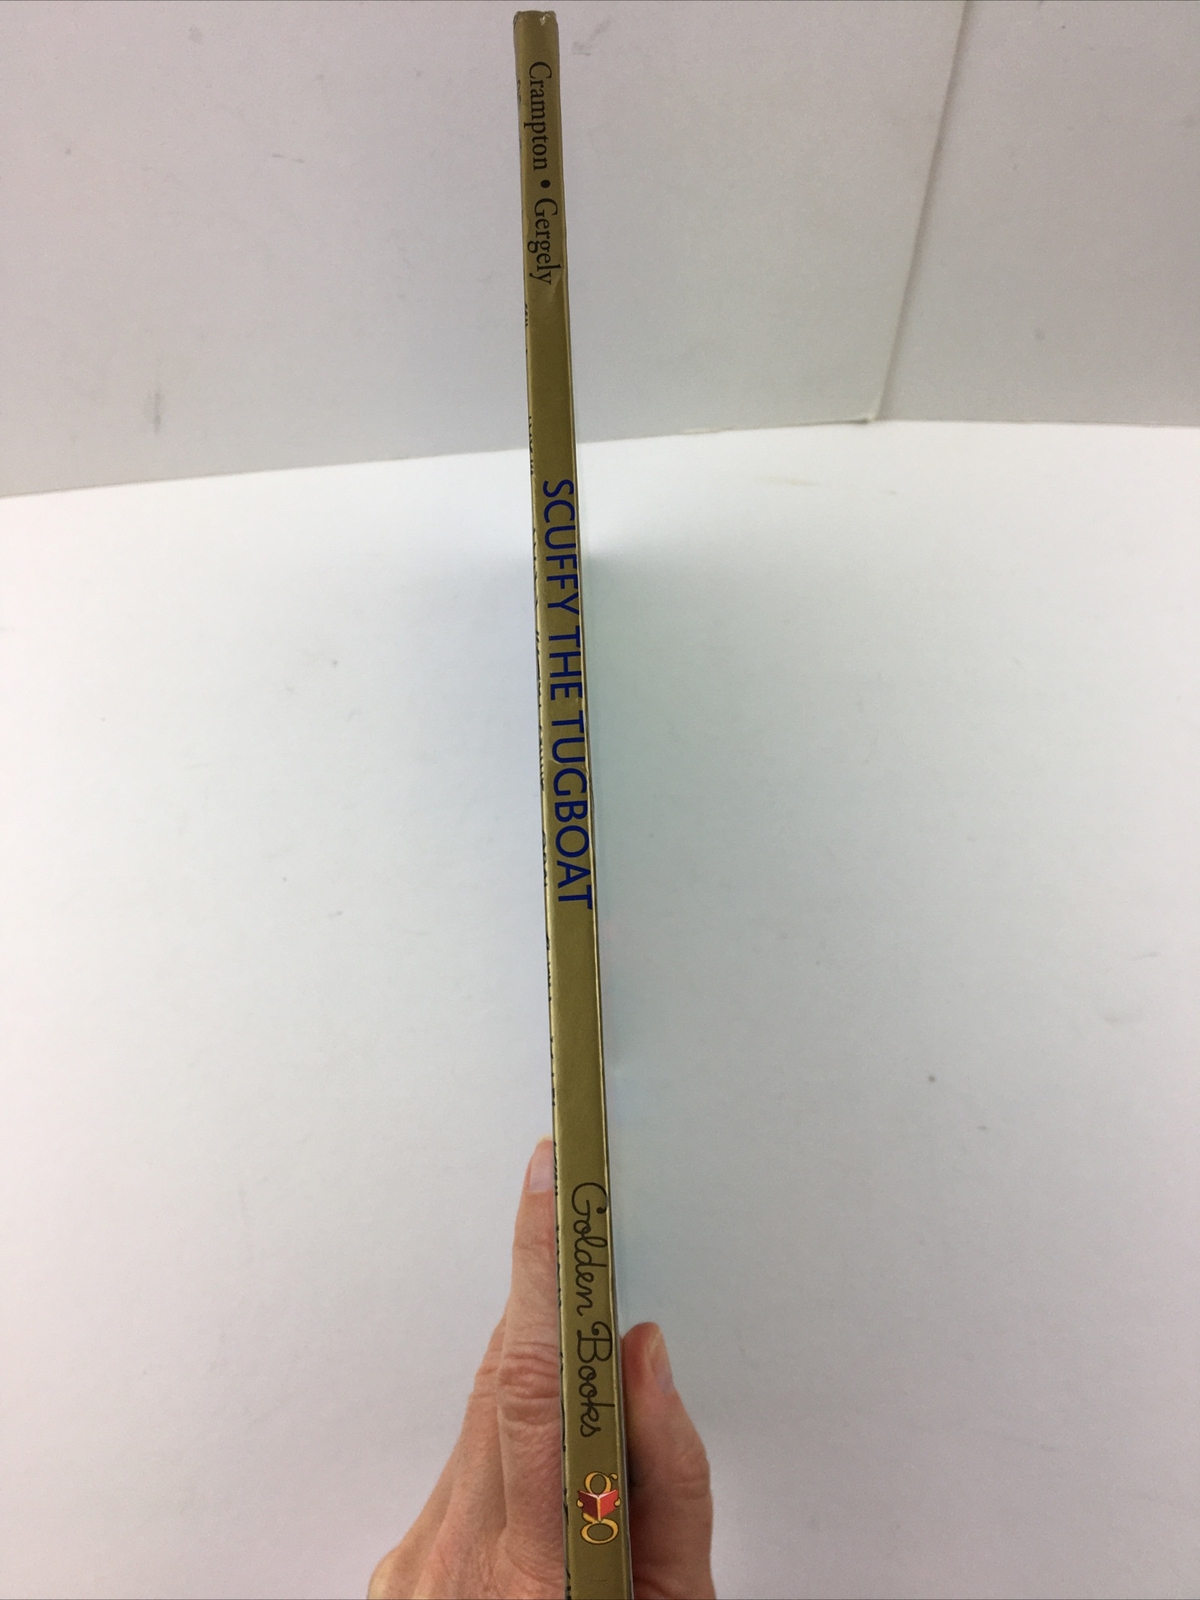 Crampton • Gergely
SCUFFY THE TUGBOAT
Golden Books